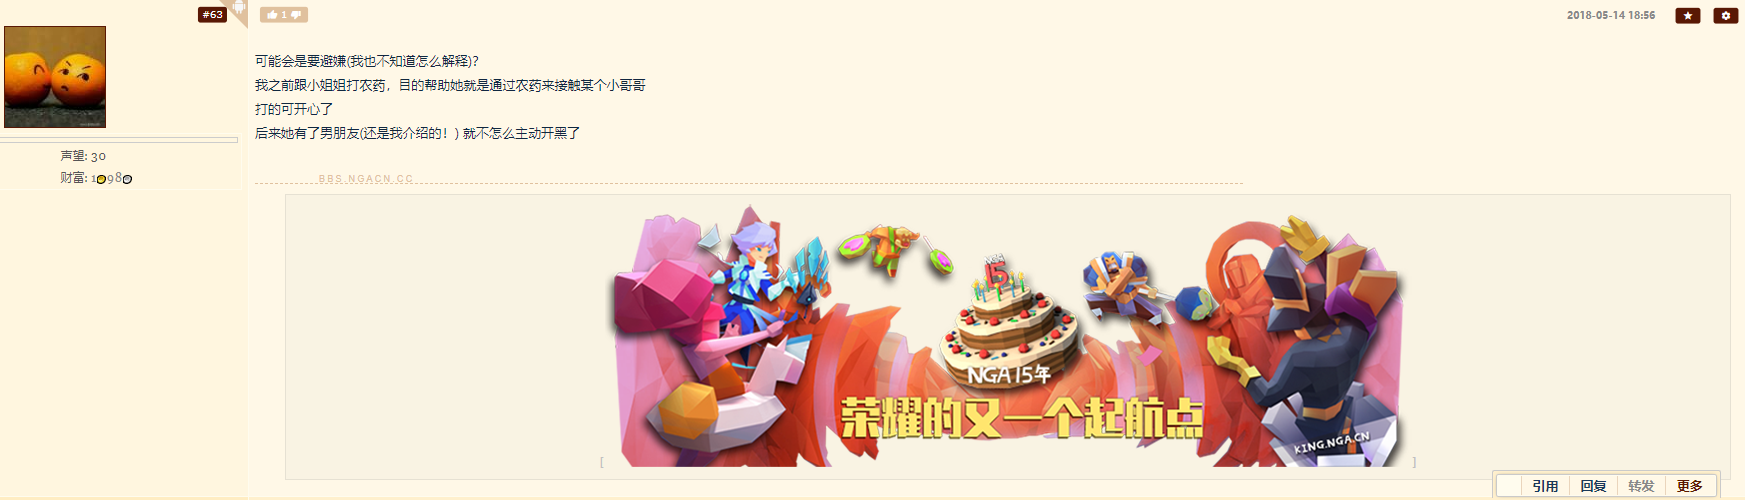 #63
1
2018-05-14 18:56
可能会是要避嫌(我也不知道怎么解释)?
我之前跟小姐姐打农药，目的帮助她就是通过农药来接触某个小哥哥
打的可开心了
后来她有了男朋友(还是我介绍的！) 就不怎么主动开黑了
声望: 30
财富: 1 98
BBS.NGACN.CC
NGA
15
NGA 15年
荣耀的又一个起航点
KING.NGA.CN
[ ]
引用 回复 转发 更多